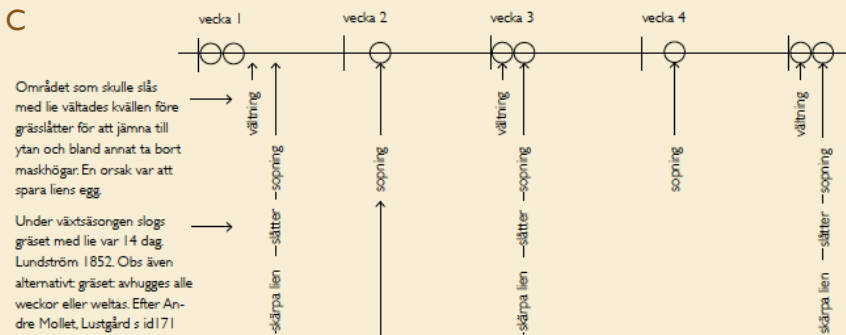 C
vecka 1
vecka 2
vecka 3
vecka 4
Området som skulle slås
med lie vältades kvällen före
grässlåtter för att jämna till
ytan och bland annat ta bort
maskhögar. En orsak var att
spara liens egg.
Under växtsäsongen slogs
gräset med lie var 14 dag.
Lundström 1852. Obs även
alternativt: gräset avhugges alle
weckor eller weltas. Efter An-
dre Mollet, Lustgård s id171
vältning
skärpa lien –slåtter –sopning
sopning
vältning
skärpa lien –slåtter –sopning
sopning
vältning
skärpa lien –slåtter –sopning